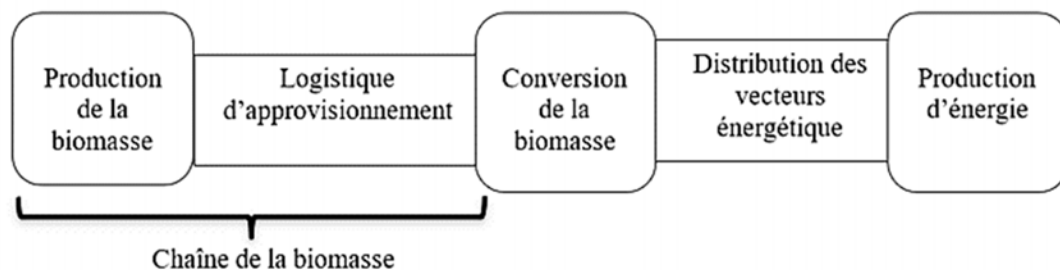 Production
de la
biomasse
Logistique
d'approvisionnement
Conversion
de la
biomasse
Distribution des
vecteurs
énergétique
Production
d'énergie
Chaîne de la biomasse